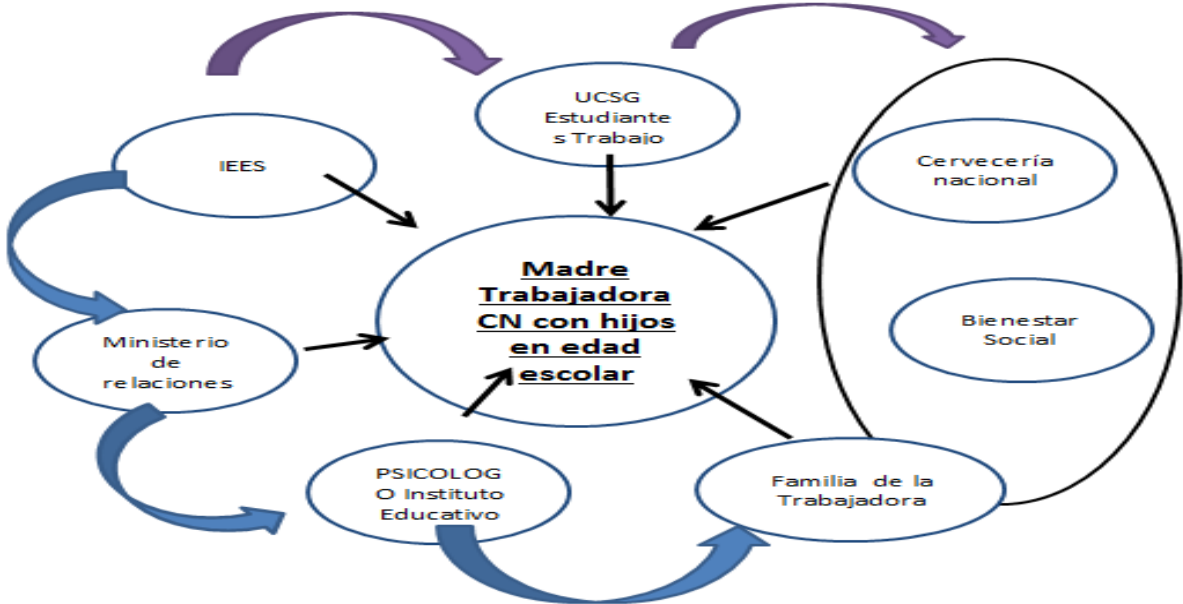 UCSG
Estudiante
s Trabajo
IEES
Cervecería
nacional
Madre
Trabajadora
CN con hijos
en edad
escolar
Bienestar
Social
Ministerio
de
relaciones
PSICOLOG
O Instituto
Educativo
Familia de la
Trabajadora